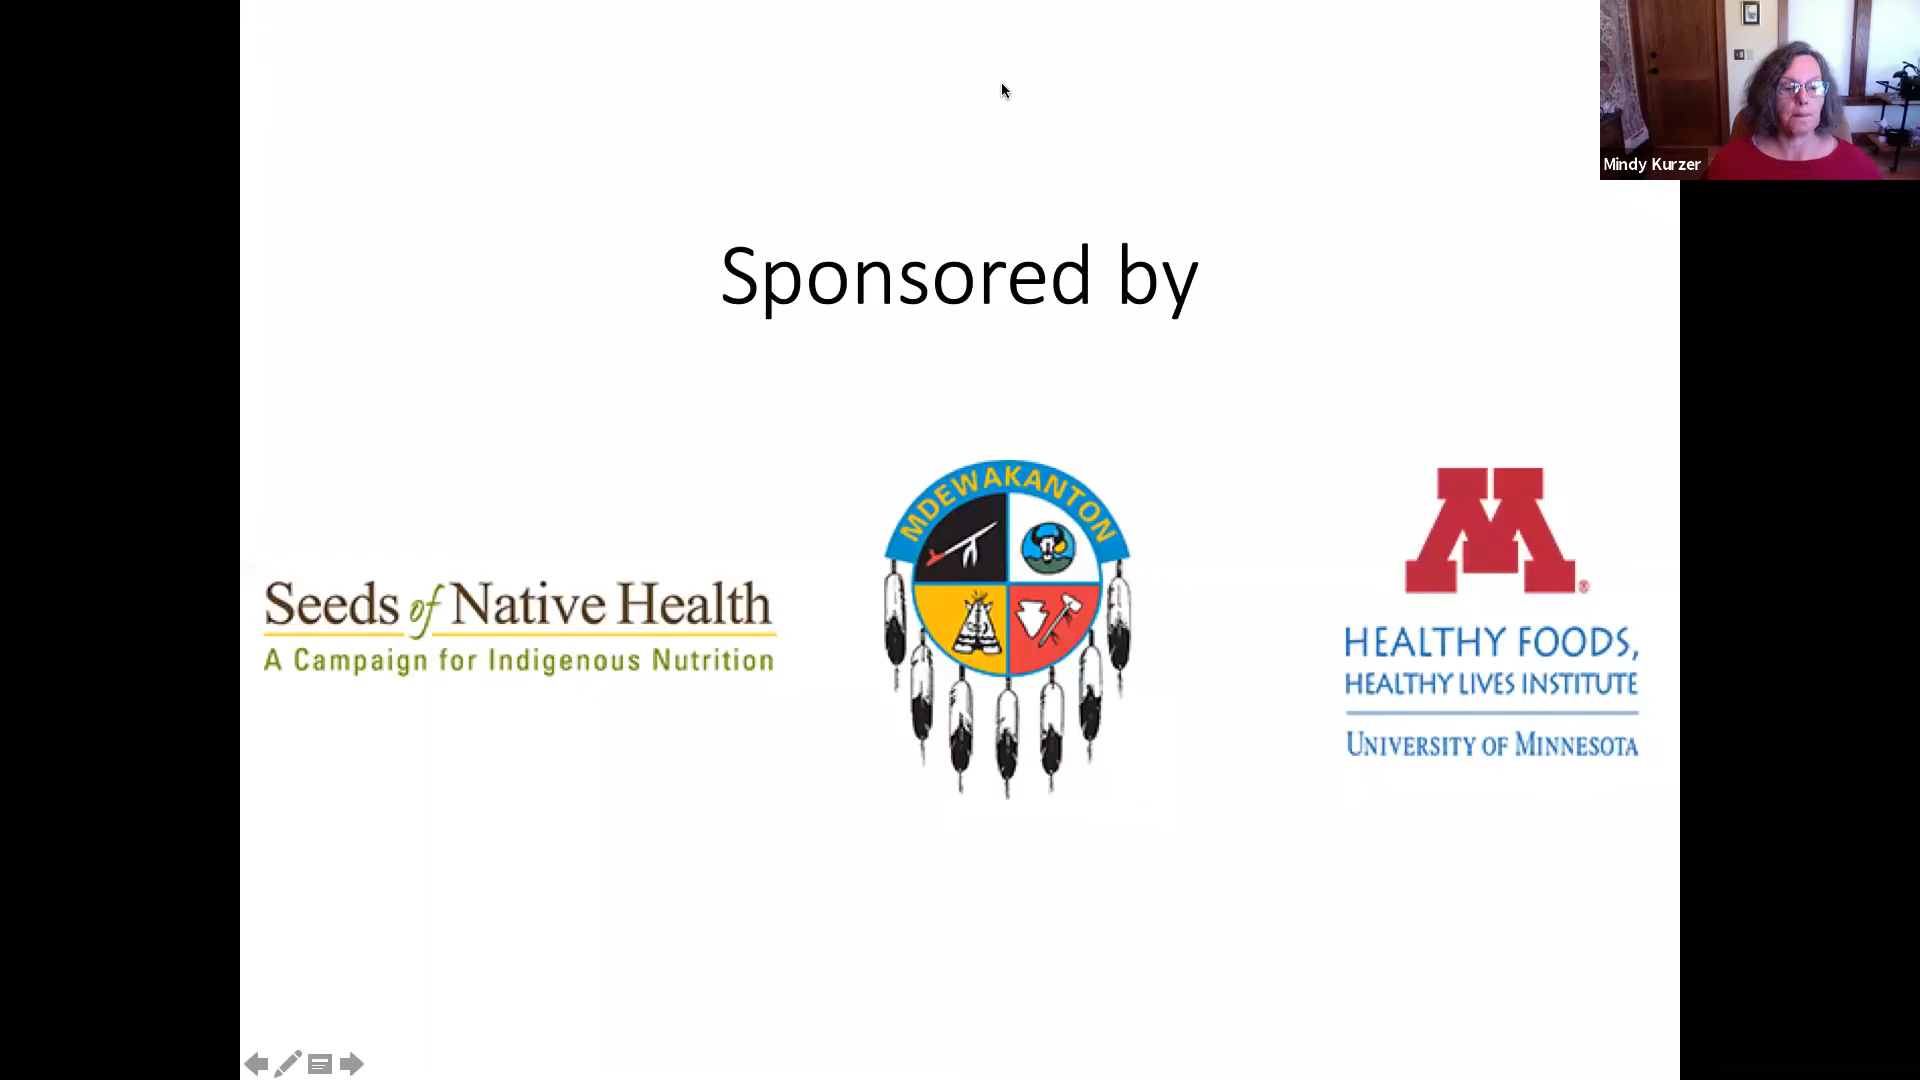 Mindy Kurzer
Sponsored by
MDEWAKANTON
Seeds of Native Health
A Campaign for Indigenous Nutrition
M®
HEALTHY FOODS,
HEALTHY LIVES INSTITUTE
UNIVERSITY OF MINNESOTA